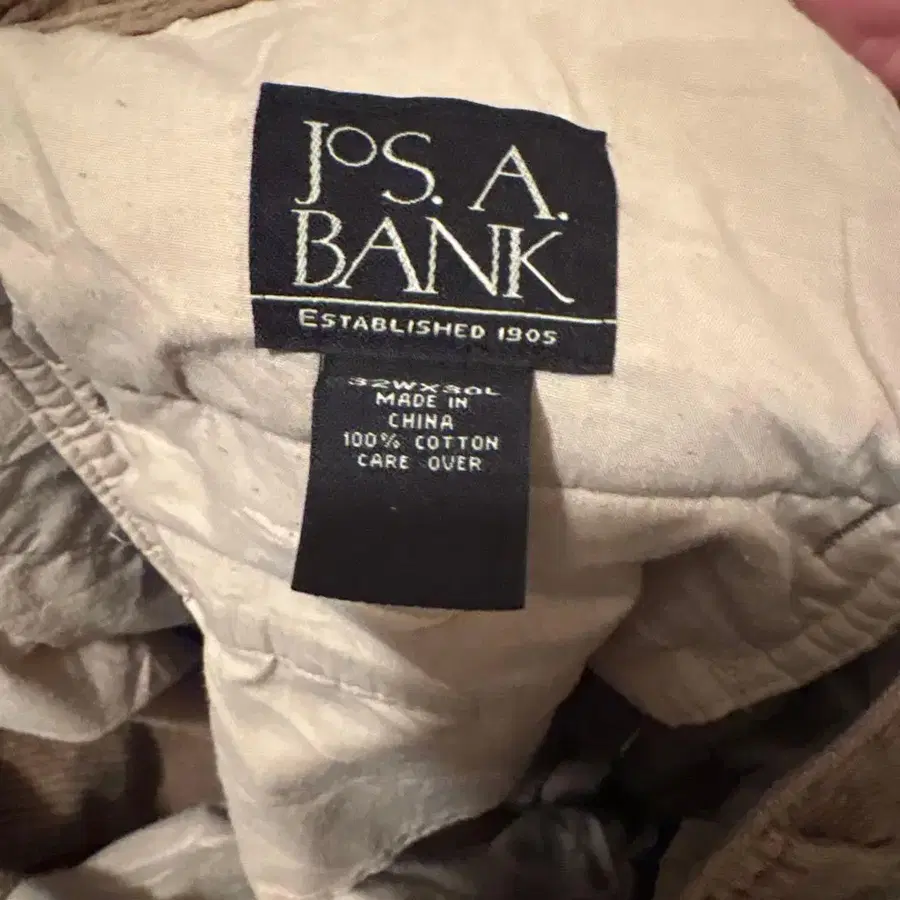 JOS. A.
BANK
ESTABLISHED 1905
32WX30L
MADE IN
CHINA
100% COTTON
CARE OVER